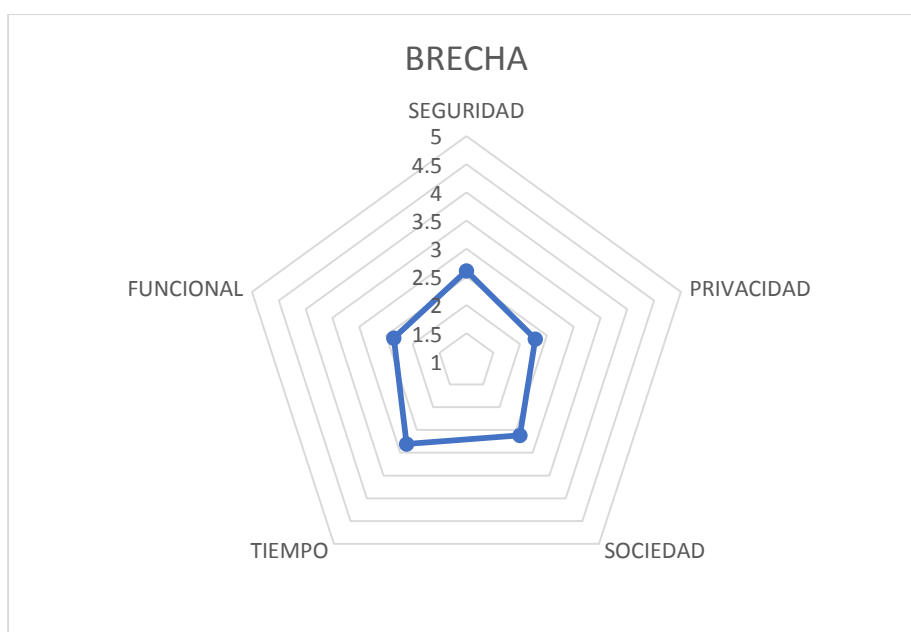 BRECHA
SEGURIDAD
5
4.5
4
3.5
3
2.5
2
1.5
1
FUNCIONAL
PRIVACIDAD
TIEMPO
SOCIEDAD